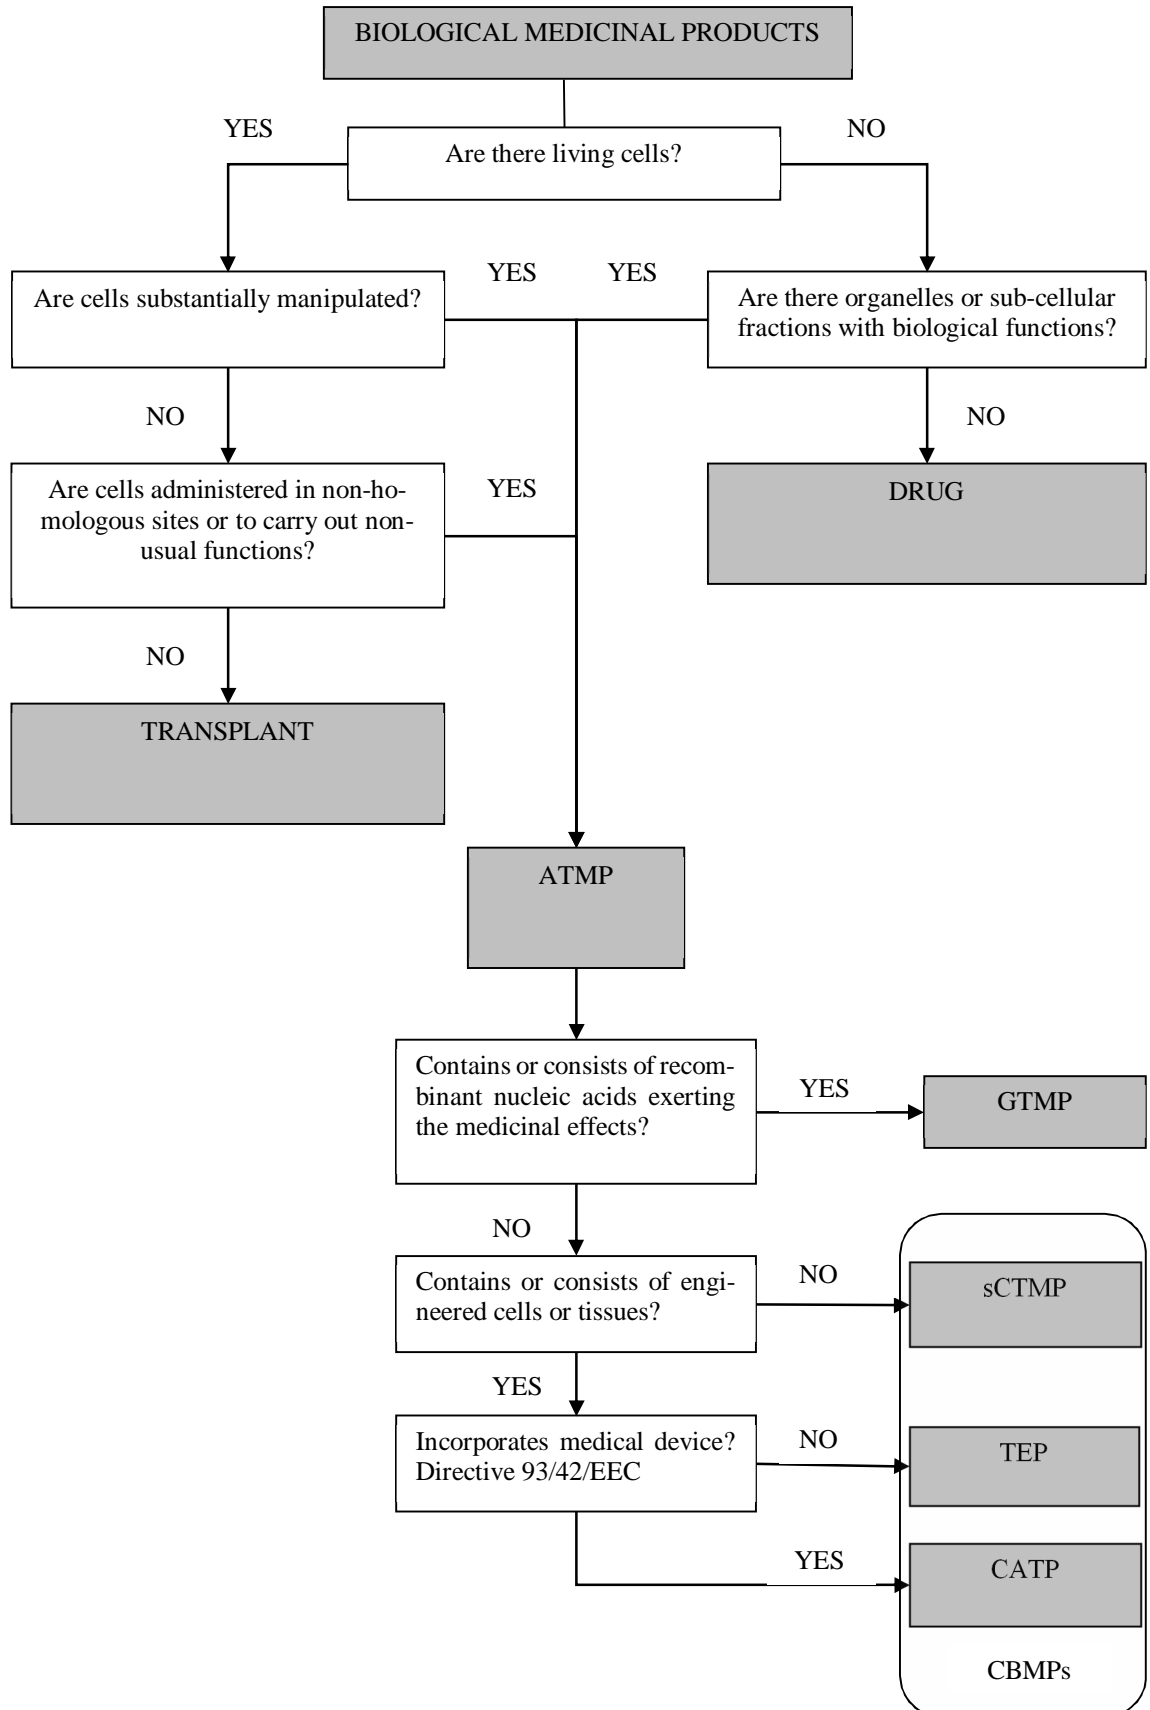 BIOLOGICAL MEDICINAL PRODUCTS
YES
NO
Are there living cells?
YES
YES
Are cells substantially manipulated?
Are there organelles or sub-cellular
fractions with biological functions?
NO
NO
Are cells administered in non-ho-
mologous sites or to carry out non-
usual functions?
YES
DRUG
NO
TRANSPLANT
ATMP
Contains or consists of recom-
binant nucleic acids exerting
the medicinal effects?
YES
GTMP
NO
Contains or consists of engi-
neered cells or tissues?
NO
sCTMP
YES
Incorporates medical device?
Directive 93/42/EEC
NO
TEP
YES
CATP
CBMPs